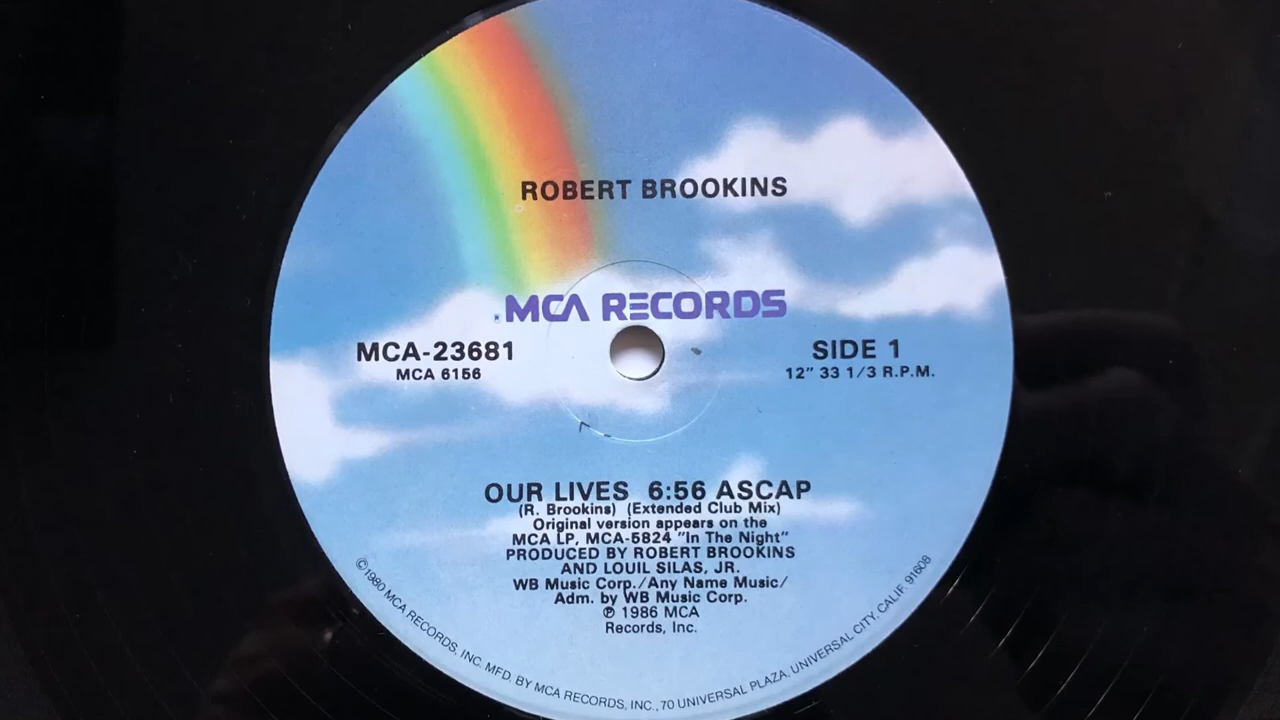 ROBERT BROOKINS
MCA RECORDS
MCA-23681
MCA 6156
SIDE 1
12" 33 1/3 R.P.M.
OUR LIVES 6:56 ASCAP
(R. Brookins) (Extended Club Mix)
Original version appears on the
MCA LP, MCA-5824 "In The Night"
PRODUCED BY ROBERT BROOKINS
AND LOUIL SILAS, JR.
WB Music Corp./Any Name Music/
Adm. by WB Music Corp.
℗ 1986 MCA
Records, Inc.
©1980 MCA RECORDS, INC. MFD. BY MCA RECORDS, INC., 70 UNIVERSAL PLAZA, UNIVERSAL CITY, CALIF. 91608